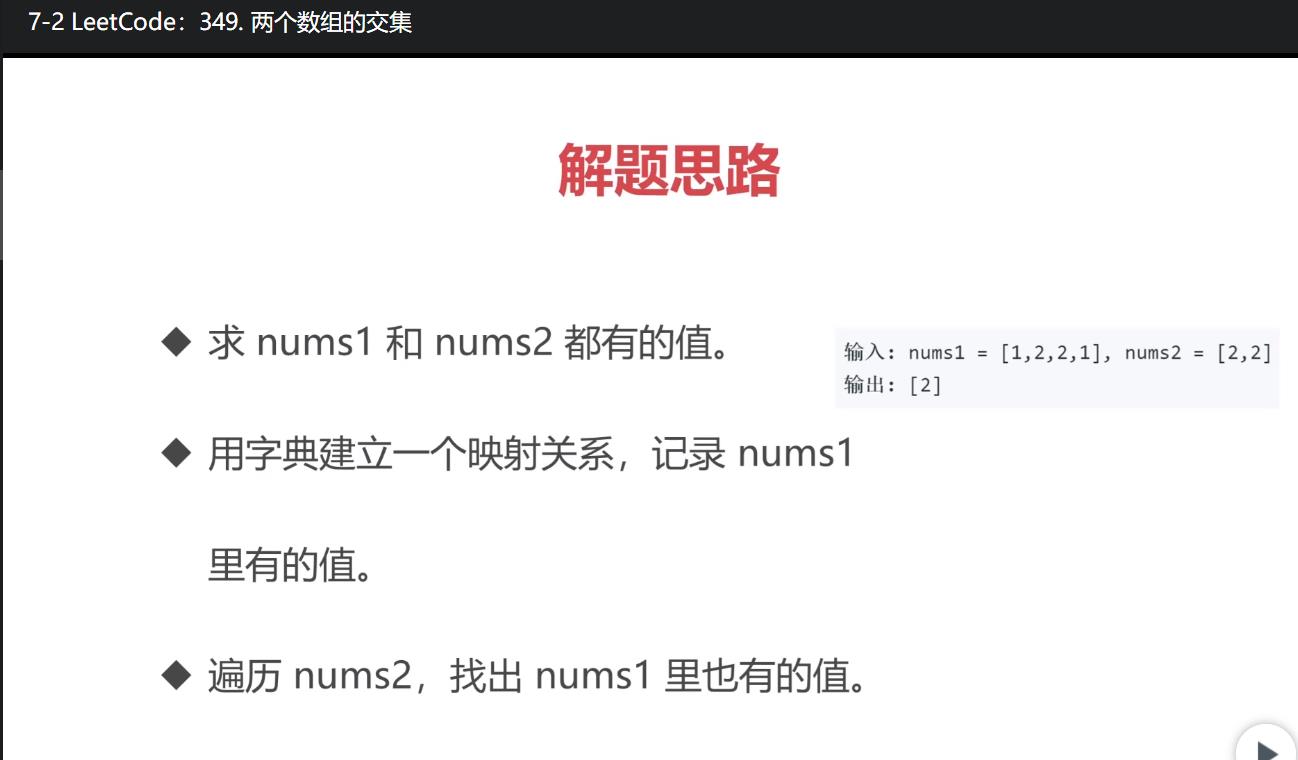 7-2 LeetCode：349. 两个数组的交集
解题思路
◆ 求 nums1 和 nums2 都有的值。
输入：nums1 = [1,2,2,1], nums2 = [2,2]
输出：[2]
◆ 用字典建立一个映射关系，记录 nums1
里有的值。
◆ 遍历 nums2，找出 nums1 里也有的值。